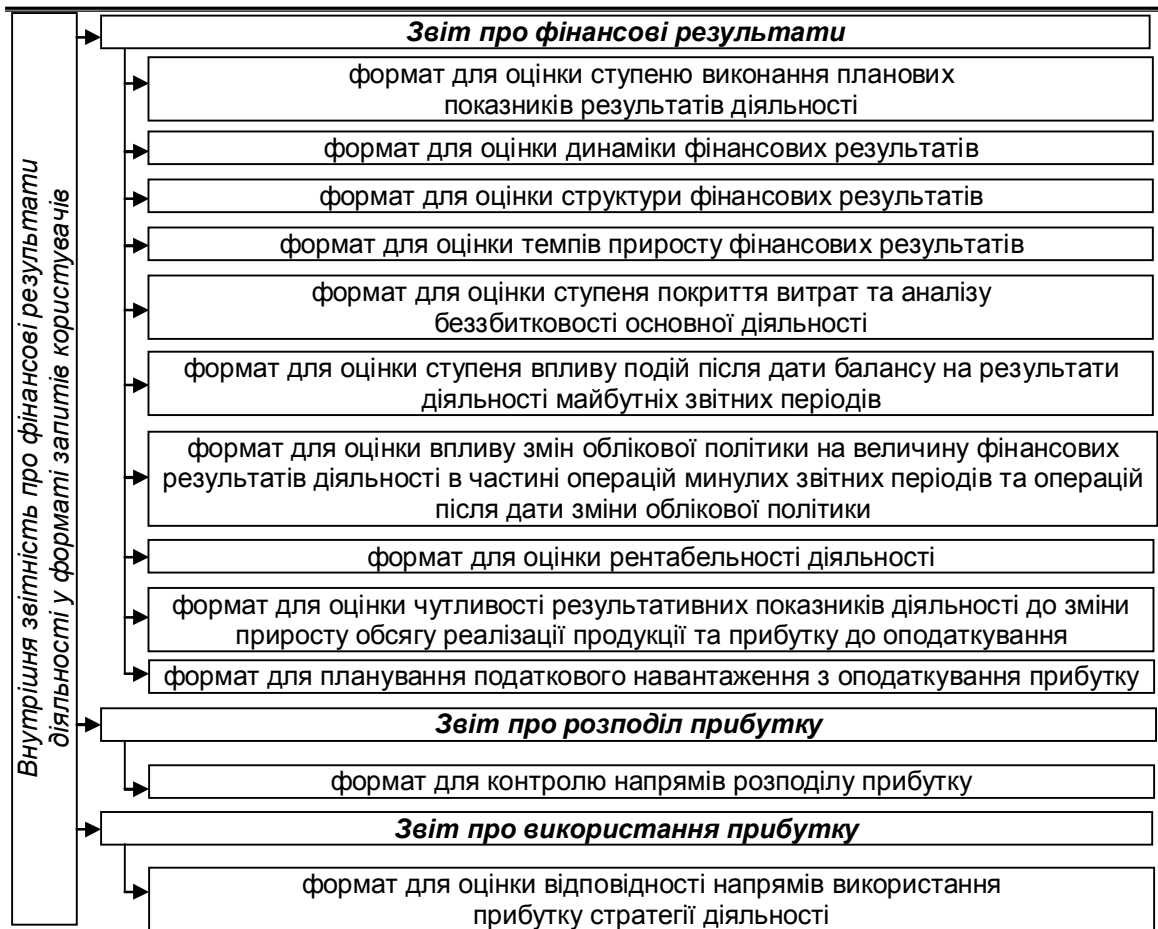 Внутрішня звітність про фінансові результати
діяльності у форматі запитів користувачів
Звіт про фінансові результати
формат для оцінки ступеню виконання планових
показників результатів діяльності
формат для оцінки динаміки фінансових результатів
формат для оцінки структури фінансових результатів
формат для оцінки темпів приросту фінансових результатів
формат для оцінки ступеня покриття витрат та аналізу
беззбитковості основної діяльності
формат для оцінки ступеня впливу подій після дати балансу на результати
діяльності майбутніх звітних періодів
формат для оцінки впливу змін облікової політики на величину фінансових
результатів діяльності в частині операцій минулих звітних періодів та операцій
після дати зміни облікової політики
формат для оцінки рентабельності діяльності
формат для оцінки чутливості результативних показників діяльності до зміни
приросту обсягу реалізації продукції та прибутку до оподаткування
формат для планування податкового навантаження з оподаткування прибутку
Звіт про розподіл прибутку
формат для контролю напрямів розподілу прибутку
Звіт про використання прибутку
формат для оцінки відповідності напрямів використання
прибутку стратегії діяльності